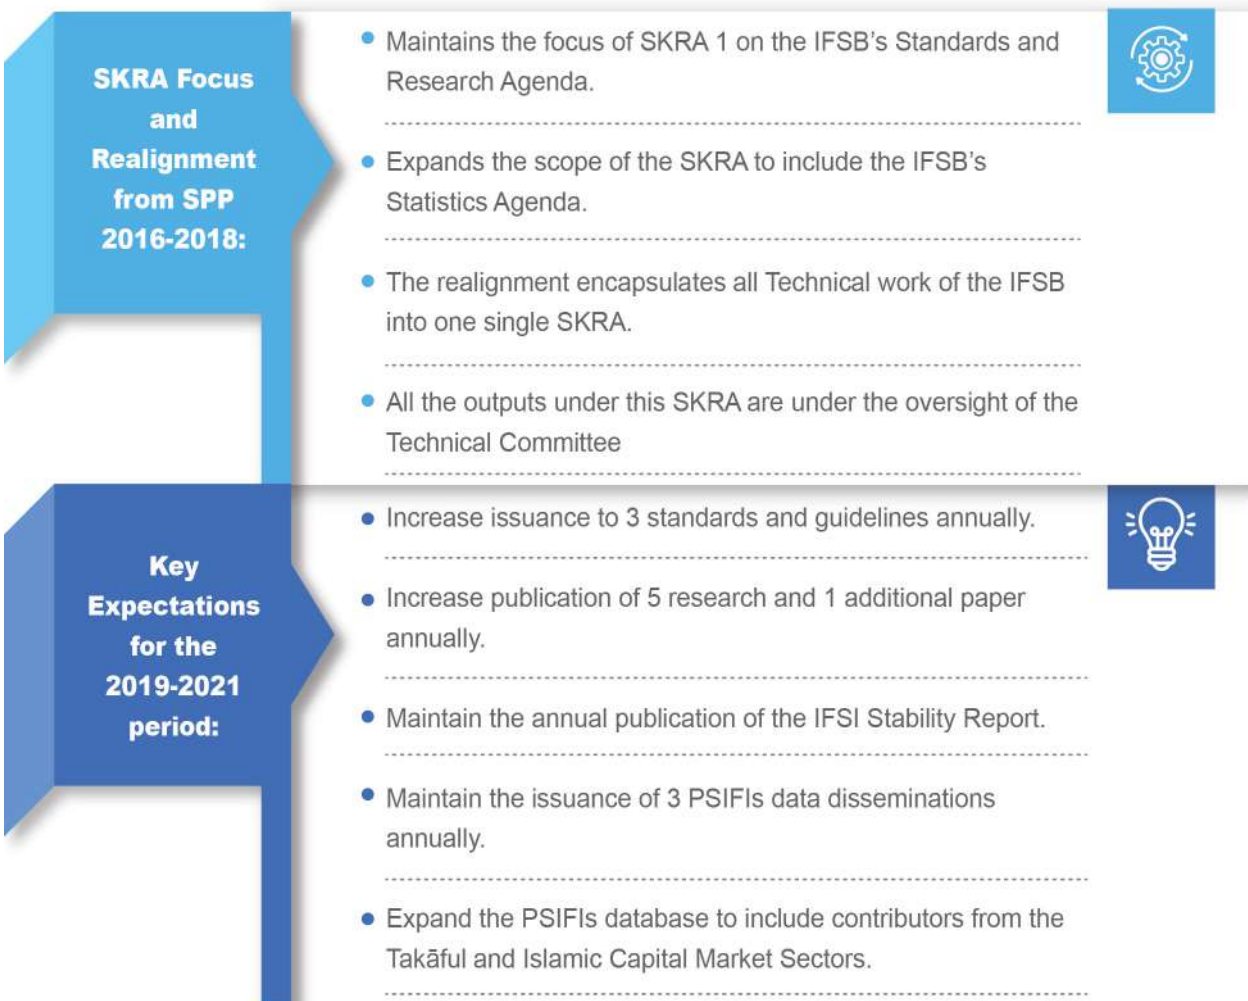 SKRA Focus
and
Realignment
from SPP
2016-2018:
Maintains the focus of SKRA 1 on the IFSB’s Standards and
Research Agenda.
Expands the scope of the SKRA to include the IFSB’s
Statistics Agenda.
The realignment encapsulates all Technical work of the IFSB
into one single SKRA.
All the outputs under this SKRA are under the oversight of the
Technical Committee
Key
Expectations
for the
2019-2021
period:
Increase issuance to 3 standards and guidelines annually.
Increase publication of 5 research and 1 additional paper
annually.
Maintain the annual publication of the IFSI Stability Report.
Maintain the issuance of 3 PSIFIs data disseminations
annually.
Expand the PSIFIs database to include contributors from the
Takāful and Islamic Capital Market Sectors.